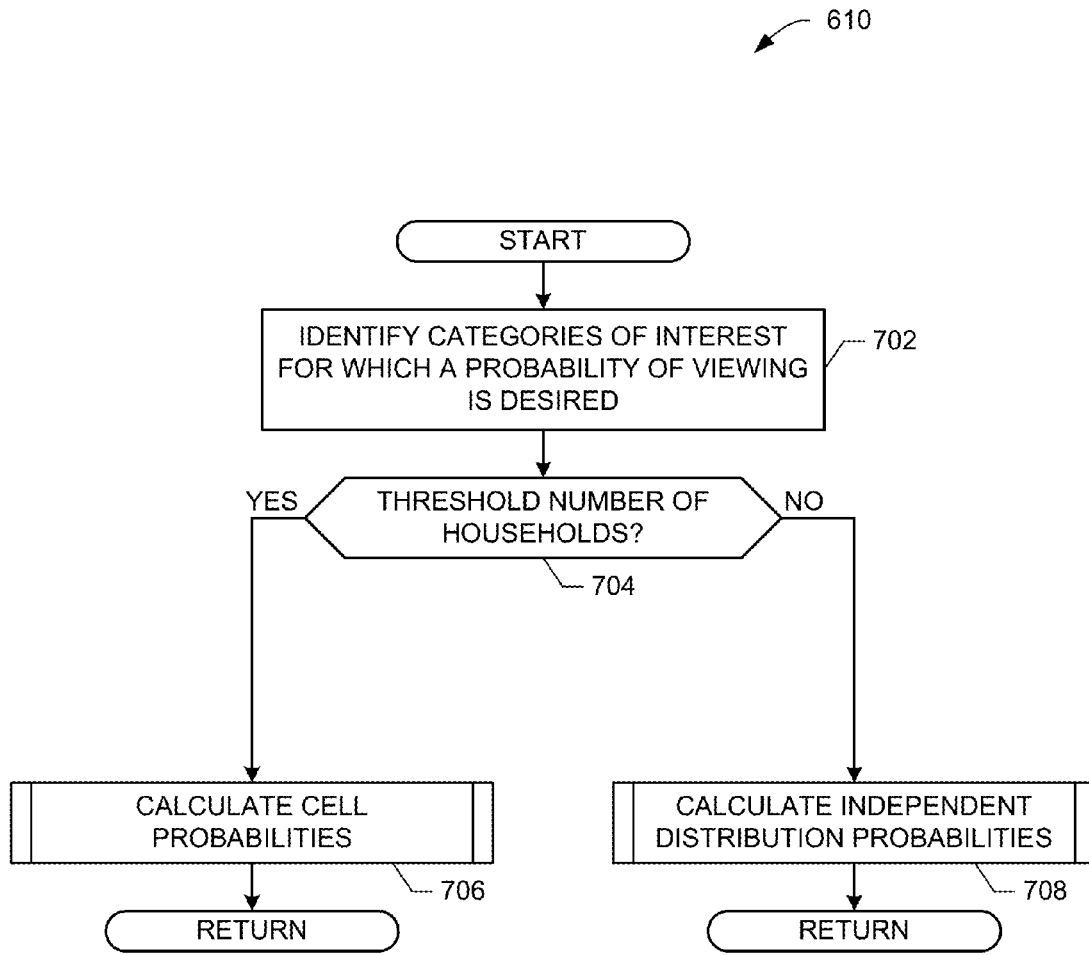 610
START
IDENTIFY CATEGORIES OF INTEREST
FOR WHICH A PROBABILITY OF VIEWING
IS DESIRED
702
YES
THRESHOLD NUMBER OF
HOUSEHOLDS?
NO
704
CALCULATE CELL
PROBABILITIES
706
RETURN
CALCULATE INDEPENDENT
DISTRIBUTION PROBABILITIES
708
RETURN